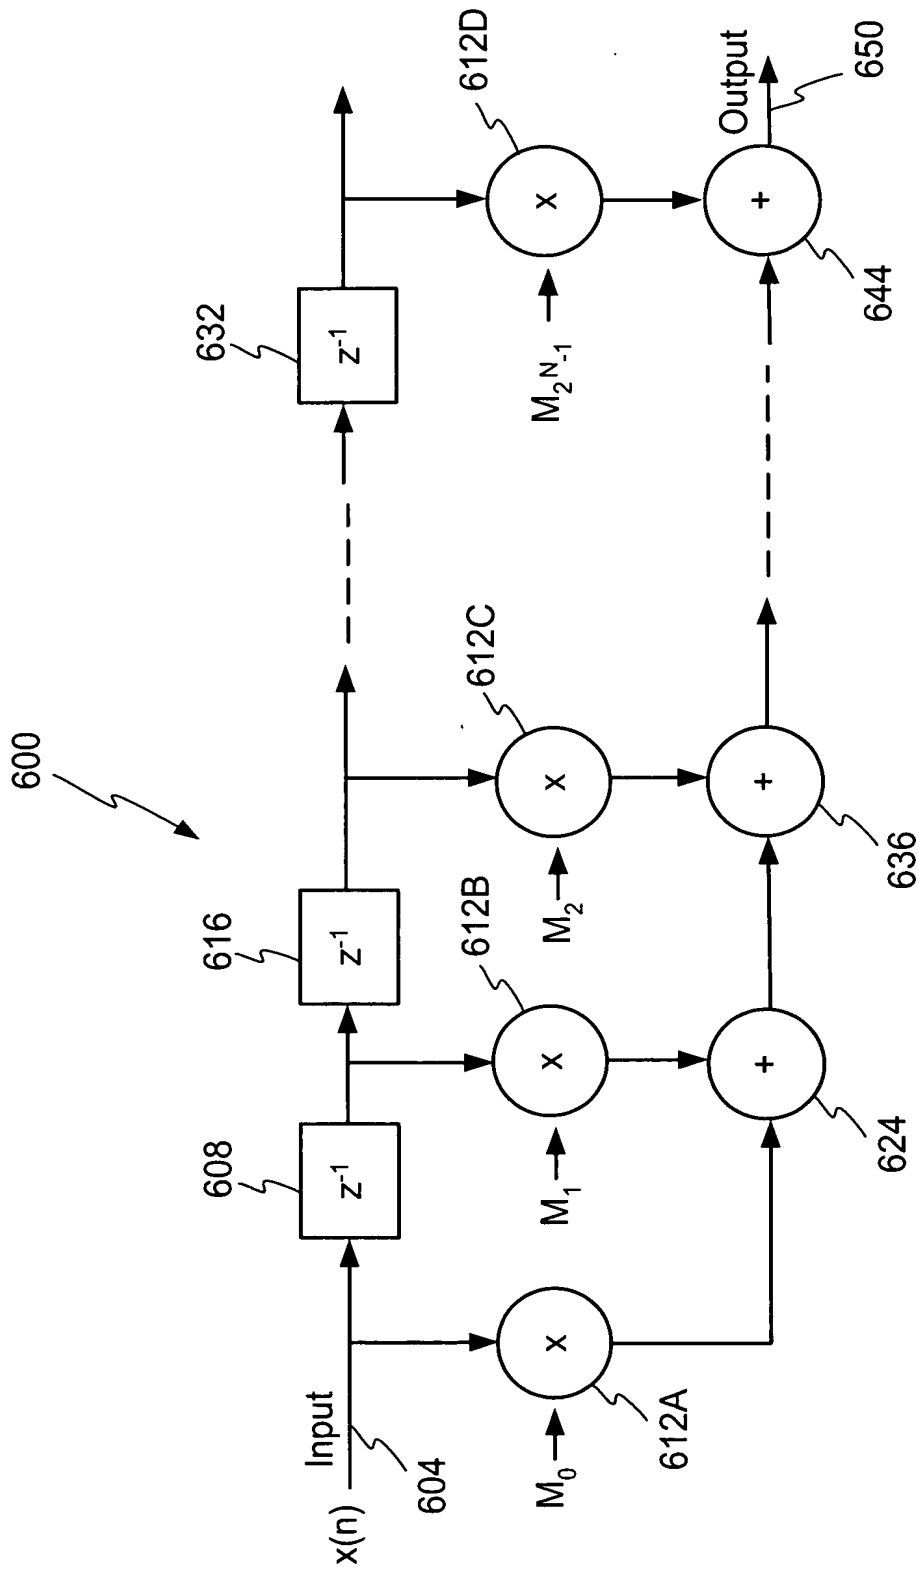 600
x(n)
Input
604
608
z⁻¹
616
z⁻¹
632
z⁻¹
M₀
x
612A
M₁
x
612B
M₂
x
612C
M₂ᴺ₋₁
x
612D
+
624
+
636
+
644
Output
650